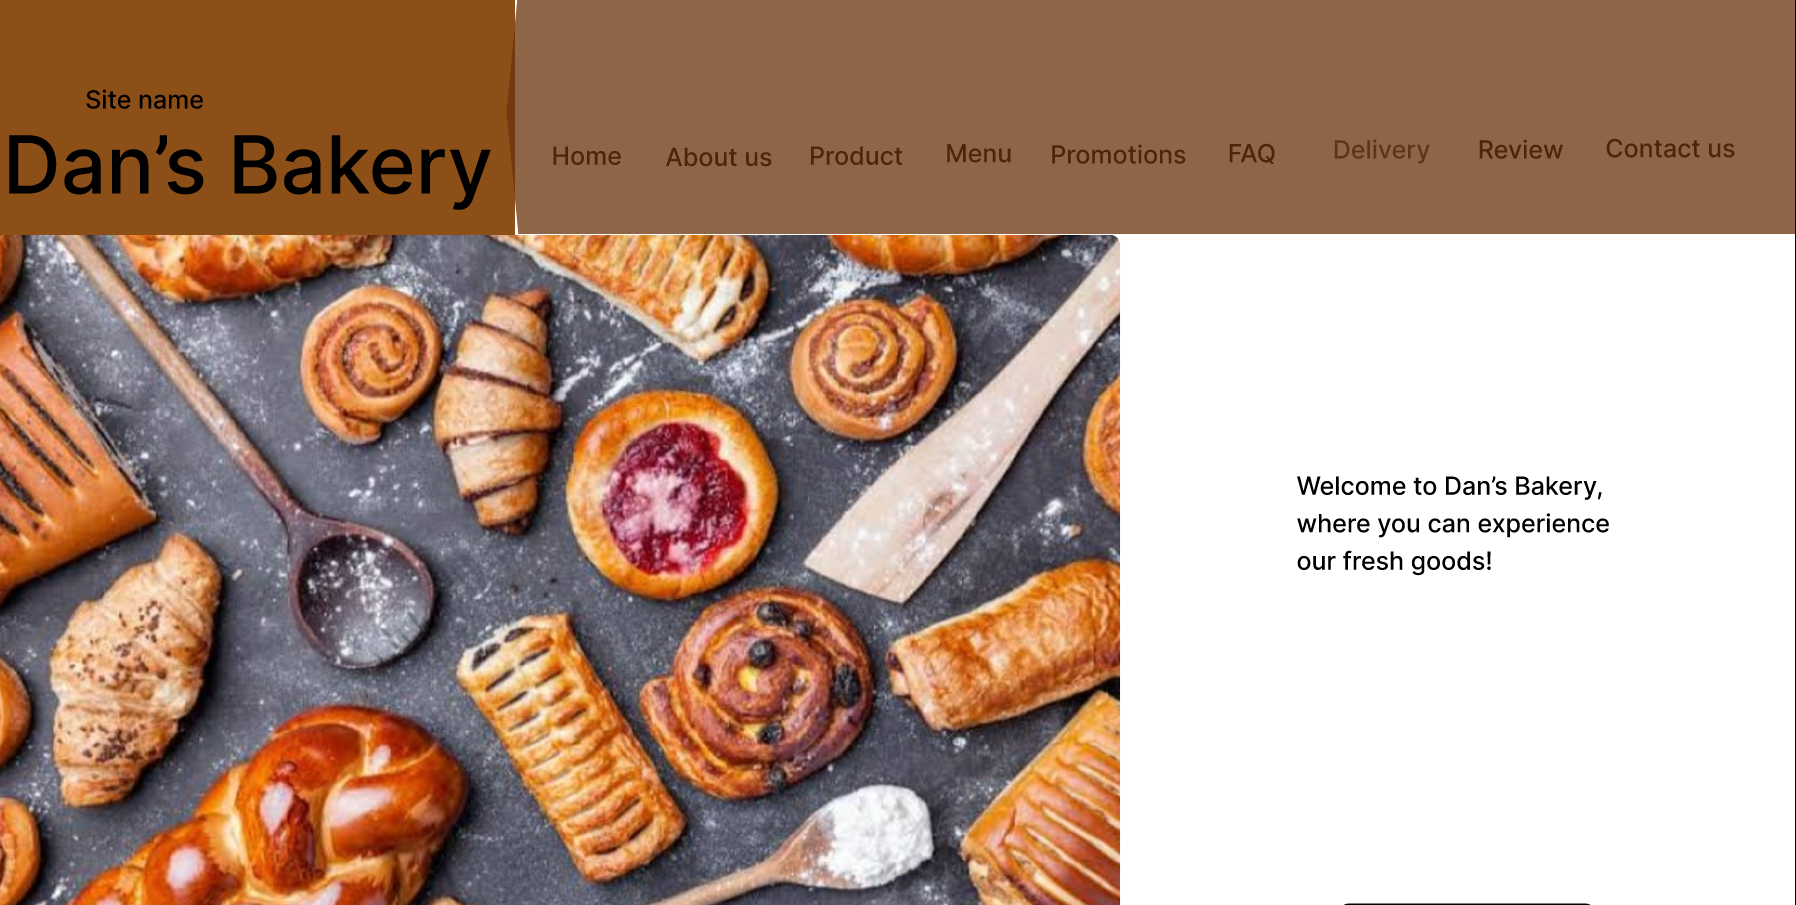 Site name
Dan’s Bakery
Home About us Product Menu Promotions FAQ Delivery Review Contact us
Welcome to Dan’s Bakery,
where you can experience
our fresh goods!